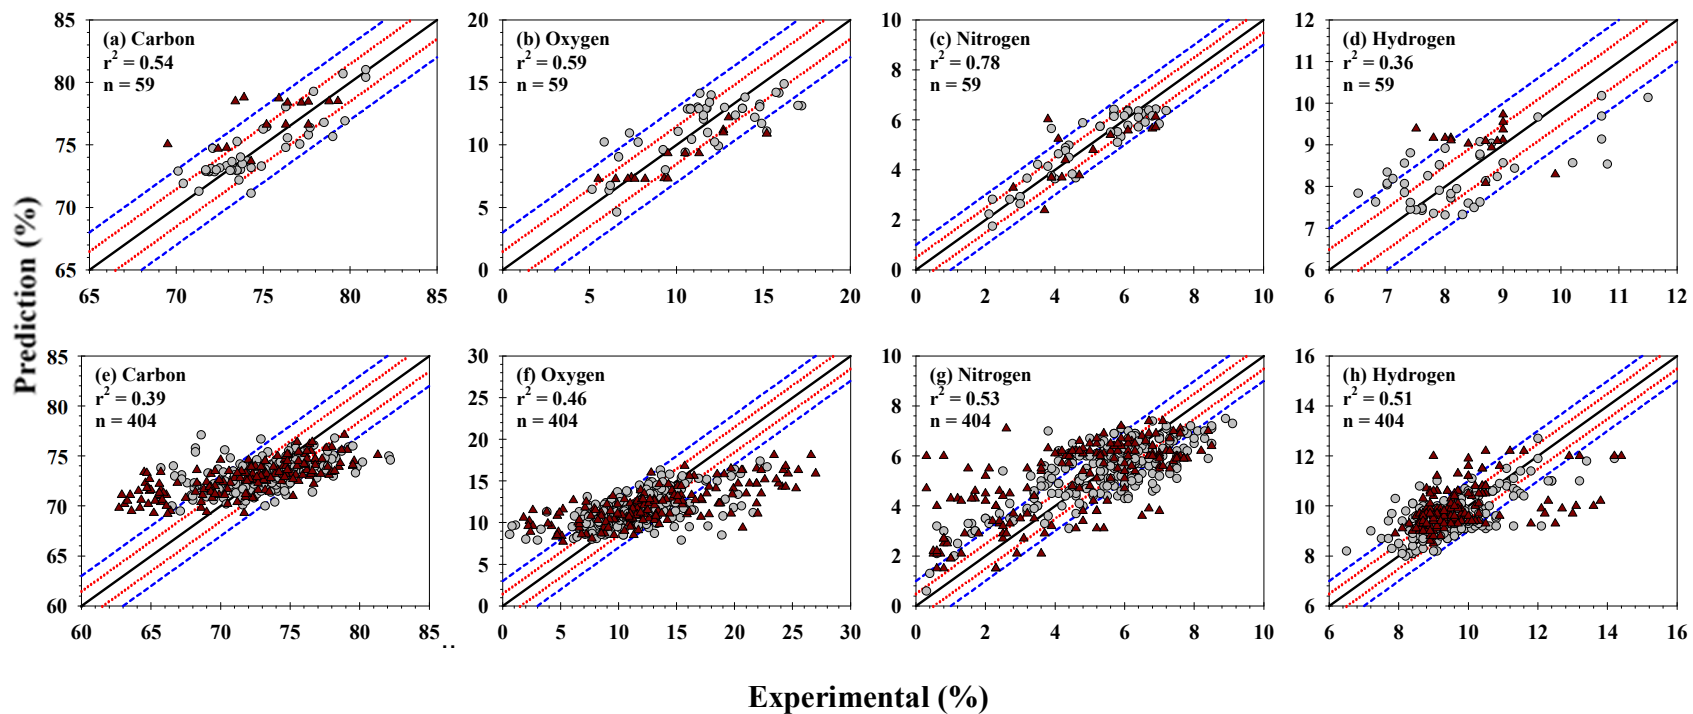 Prediction (%)
(a) Carbon
r² = 0.54
n = 59
85
80
75
70
65
65 70 75 80 85
(b) Oxygen
r² = 0.59
n = 59
20
15
10
5
0
0 5 10 15 20
(c) Nitrogen
r² = 0.78
n = 59
10
8
6
4
2
0
0 2 4 6 8 10
(d) Hydrogen
r² = 0.36
n = 59
12
11
10
9
8
7
6
6 7 8 9 10 11 12
(e) Carbon
r² = 0.39
n = 404
85
80
75
70
65
60
60 65 70 75 80 85
..
(f) Oxygen
r² = 0.46
n = 404
30
25
20
15
10
5
0
0 5 10 15 20 25 30
(g) Nitrogen
r² = 0.53
n = 404
10
8
6
4
2
0
0 2 4 6 8 10
(h) Hydrogen
r² = 0.51
n = 404
16
14
12
10
8
6
6 8 10 12 14 16
Experimental (%)